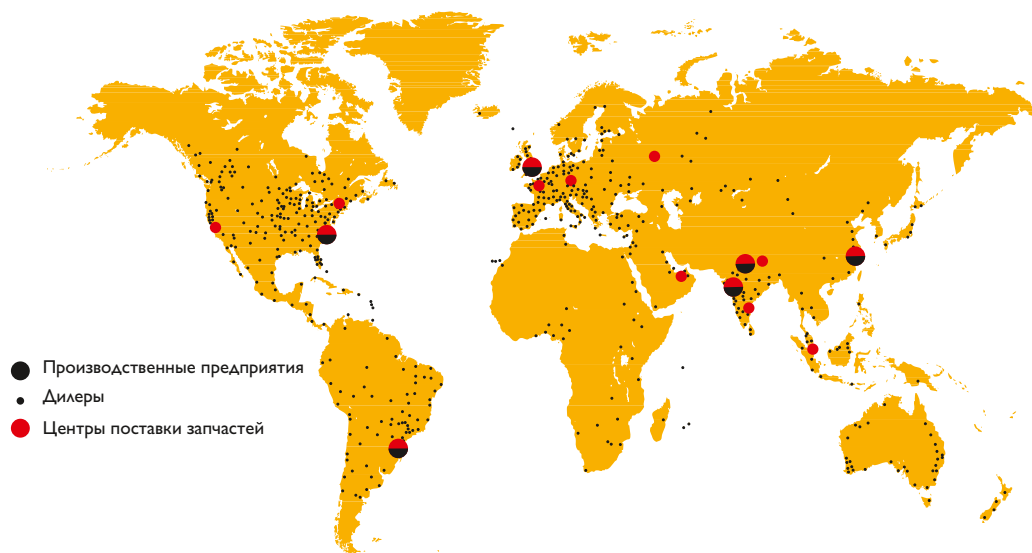 Производственные предприятия
Дилеры
Центры поставки запчастей